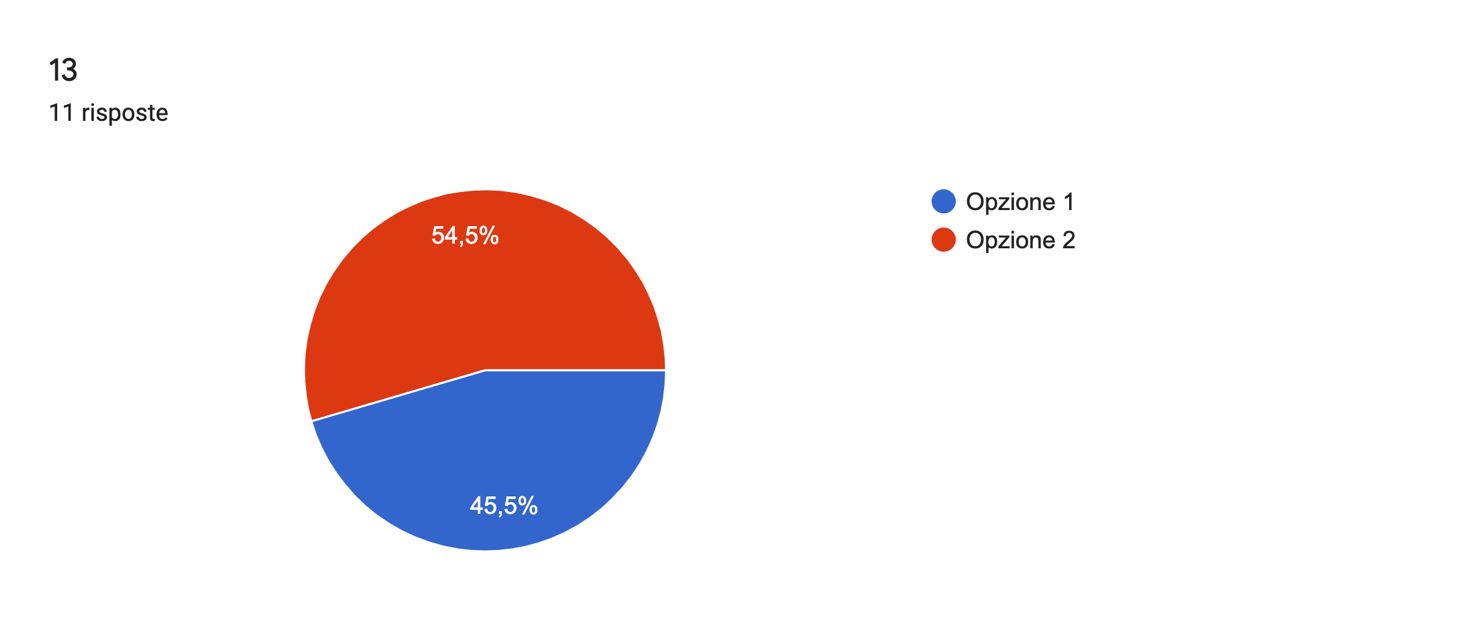 13
11 risposte
Opzione 1
Opzione 2
54,5%
45,5%